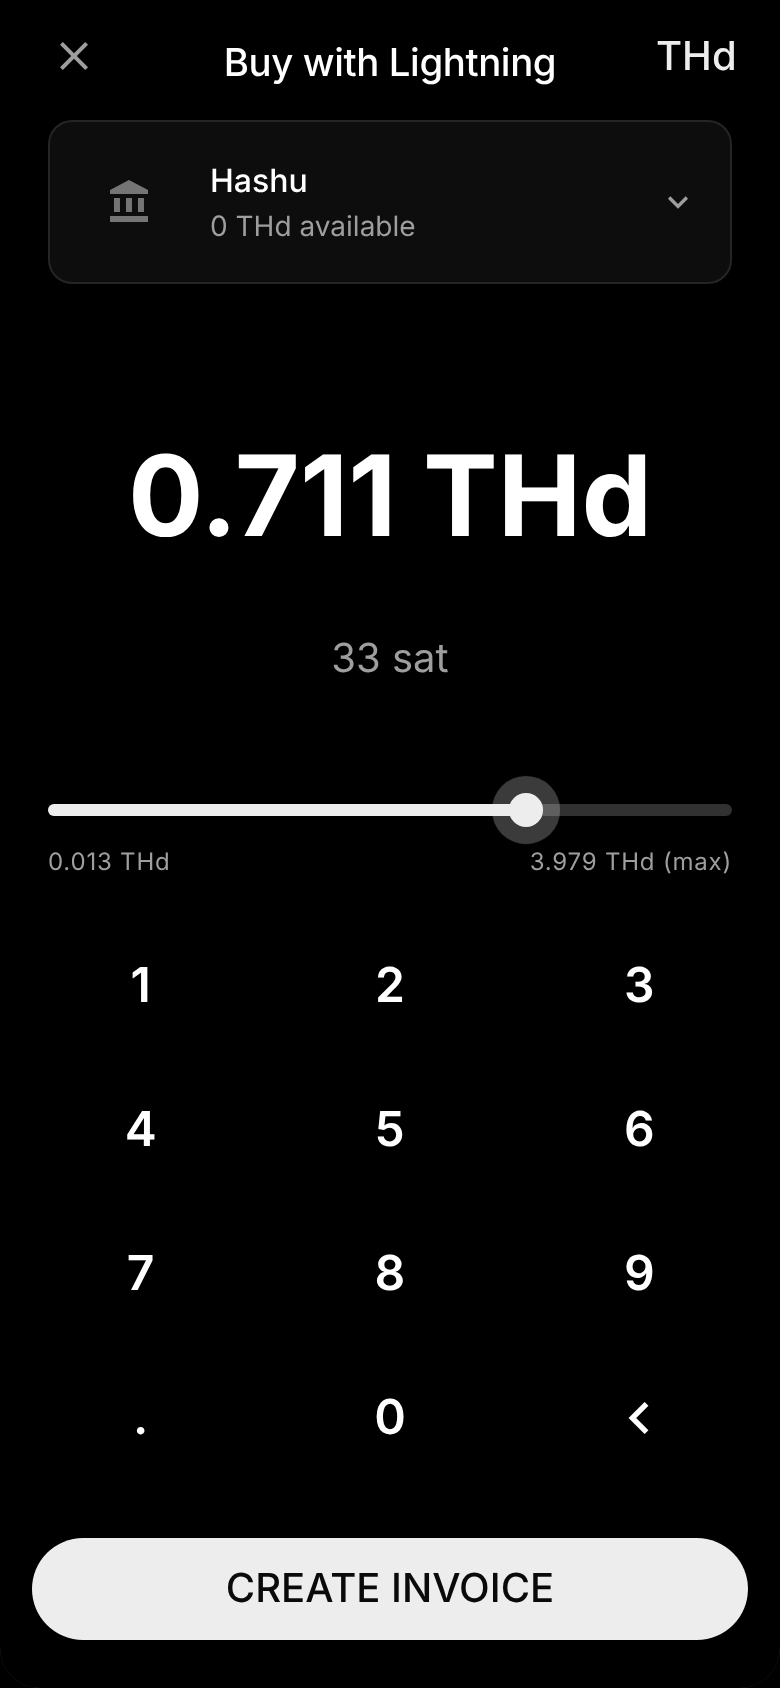 Buy with Lightning
THd
Hashu
0 THd available
0.711 THd
33 sat
0.013 THd
3.979 THd (max)
1 2 3
4 5 6
7 8 9
. 0
CREATE INVOICE